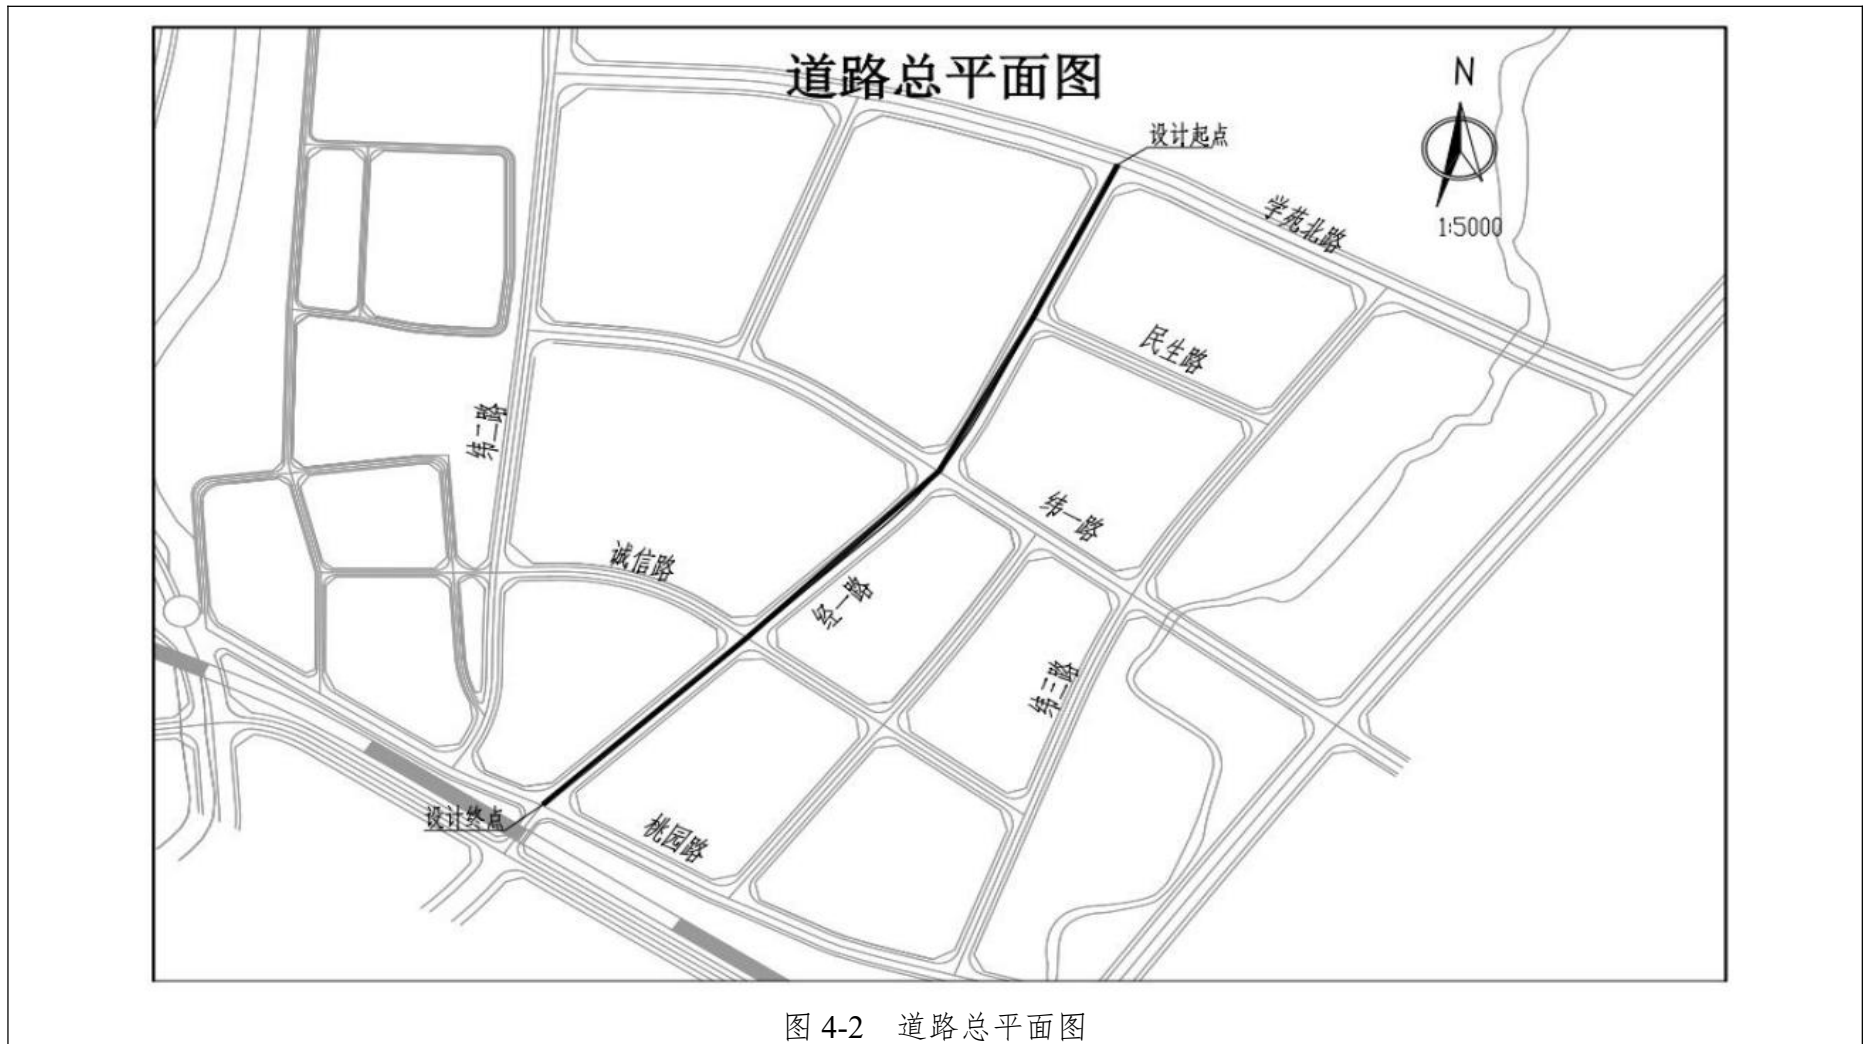 道路总平面图
N
设计起点
学苑北路
1:5000
民生路
纬二路
纬一路
诚信路
经一路
纬三路
设计终点
桃园路
图 4-2 道路总平面图